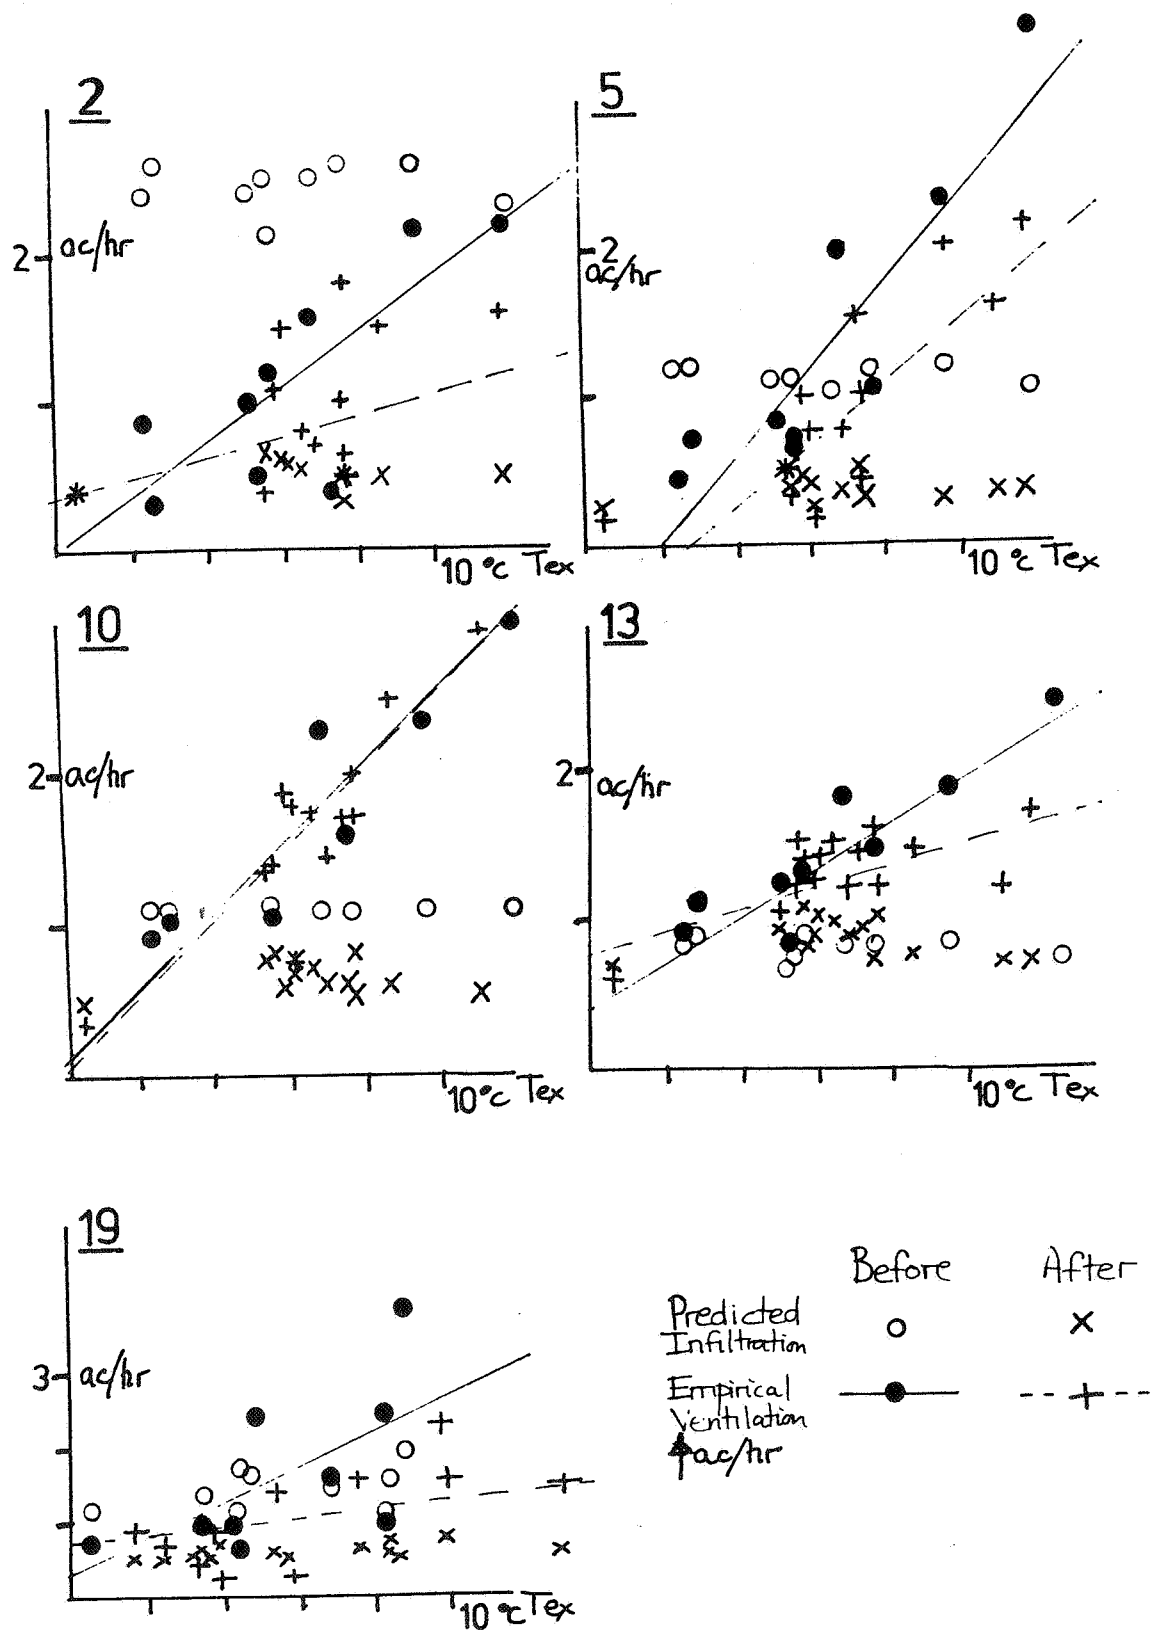 2
2 ac/hr
10 °c Tex
5
2
ac/hr
10 °c Tex
10
2 ac/hr
10 °c Tex
13
2 ac/hr
10 °c Tex
19
3 ac/hr
10 °c Tex
Before After
Predicted
Infiltration
Empirical
Ventilation
ac/hr